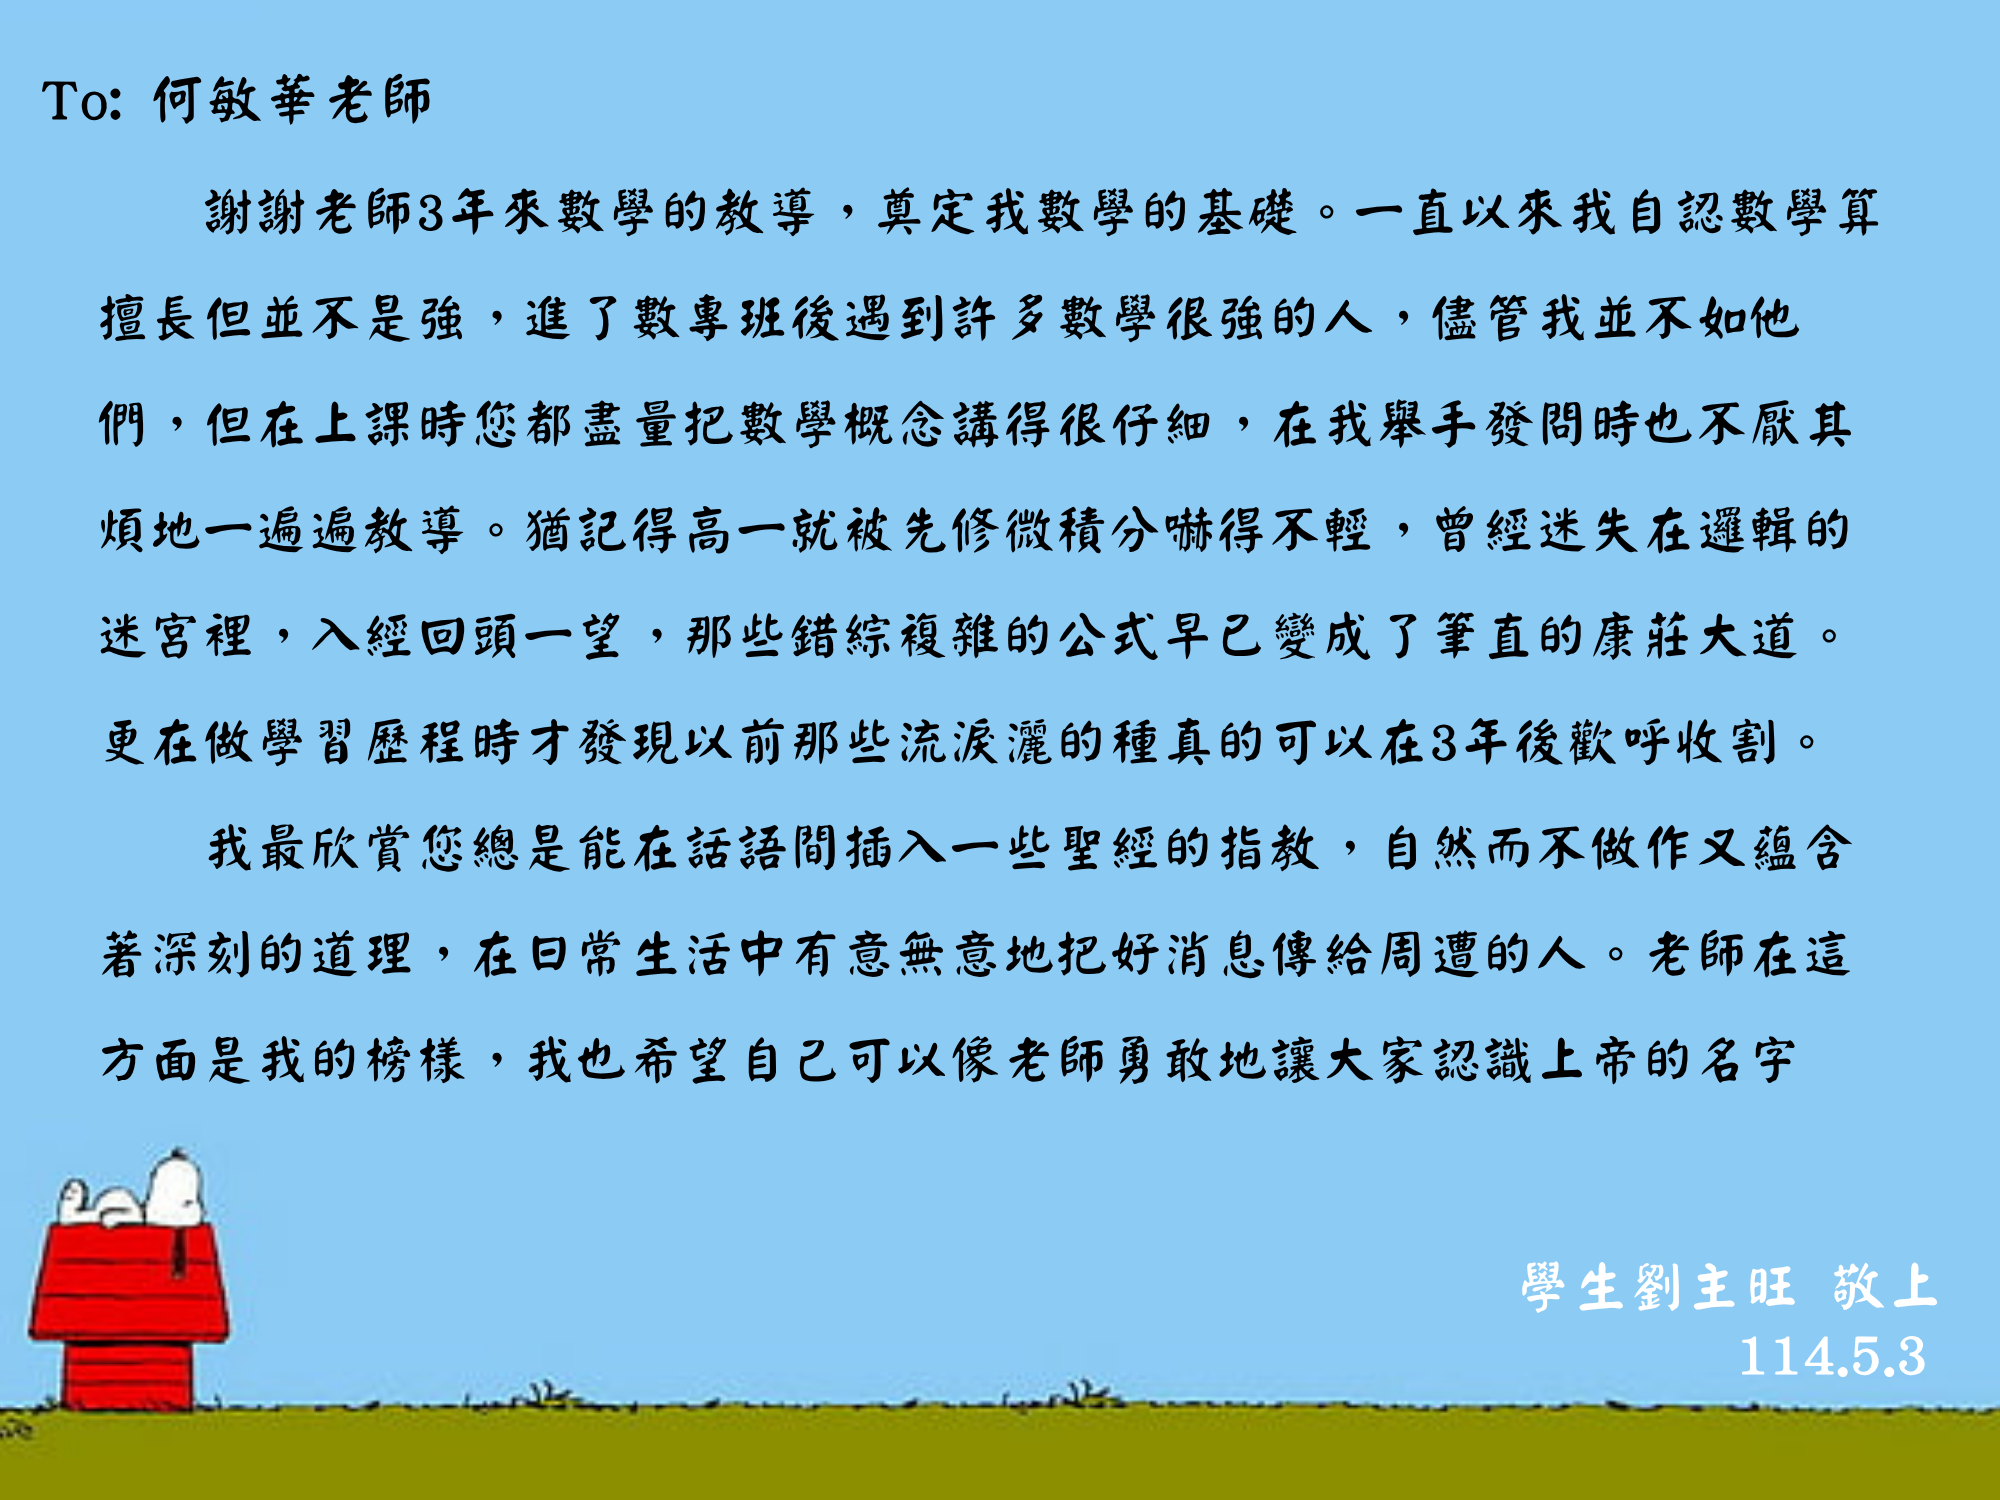 To: 何敏華老師
謝謝老師3年來數學的教導，奠定我數學的基礎。一直以來我自認數學算
擅長但並不是強，進了數專班後遇到許多數學很強的人，儘管我並不如他
們，但在上課時您都盡量把數學概念講得很仔細，在我舉手發問時也不厭其
煩地一遍遍教導。猶記得高一就被先修微積分嚇得不輕，曾經迷失在邏輯的
迷宮裡，入經回頭一望，那些錯綜複雜的公式早已變成了筆直的康莊大道。
更在做學習歷程時才發現以前那些流淚灑的種真的可以在3年後歡呼收割。
我最欣賞您總是能在話語間插入一些聖經的指教，自然而不做作又蘊含
著深刻的道理，在日常生活中有意無意地把好消息傳給周遭的人。老師在這
方面是我的榜樣，我也希望自己可以像老師勇敢地讓大家認識上帝的名字
學生劉主旺 敬上
114.5.3